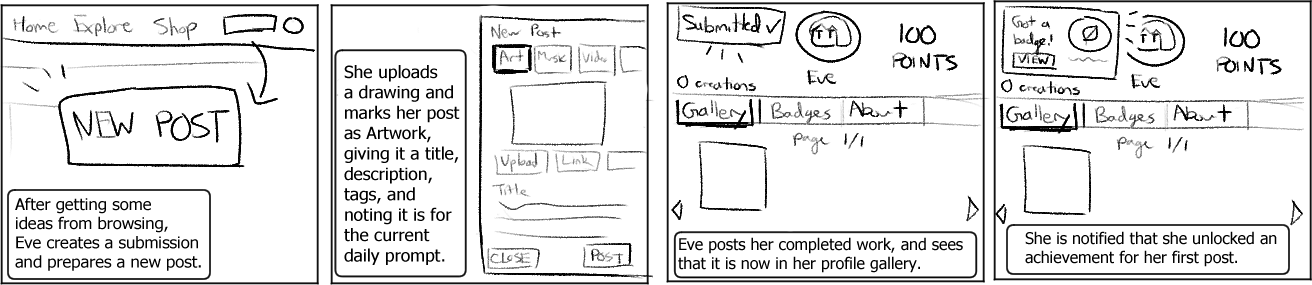 Home Explore Shop
NEW POST
After getting some
ideas from browsing,
Eve creates a submission
and prepares a new post.
She uploads
a drawing and
marks her post
as Artwork,
giving it a title,
description,
tags, and
noting it is for
the current
daily prompt.
New Post
Art Music Video
Upload Link
Title
CLOSE POST
Submitted ✓
100
POINTS
Eve
0 creations
Gallery Badges About
page 1/1
Eve posts her completed work, and sees
that it is now in her profile gallery.
Got a
badge!
VIEW
100
POINTS
Eve
0 creations
Gallery Badges About
page 1/1
She is notified that she unlocked an
achievement for her first post.